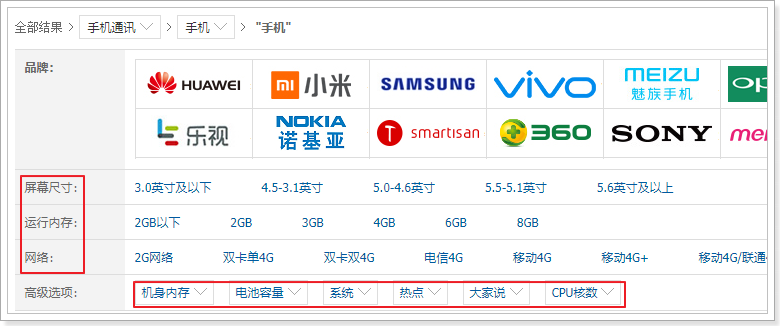 全部结果 > 手机通讯 > 手机 > "手机"
品牌:
HUAWEI 小米 SAMSUNG vivo MEIZU
魅族手机
乐视 NOKIA
诺基亚 smartisan 360 SONY
屏幕尺寸: 3.0英寸及以下 4.5-3.1英寸 5.0-4.6英寸 5.5-5.1英寸 5.6英寸及以上
运行内存: 2GB以下 2GB 3GB 4GB 6GB 8GB
网络: 2G网络 双卡单4G 双卡双4G 电信4G 移动4G 移动4G+ 移动4G/联通
高级选项: 机身内存 电池容量 系统 热点 大家说 CPU核数